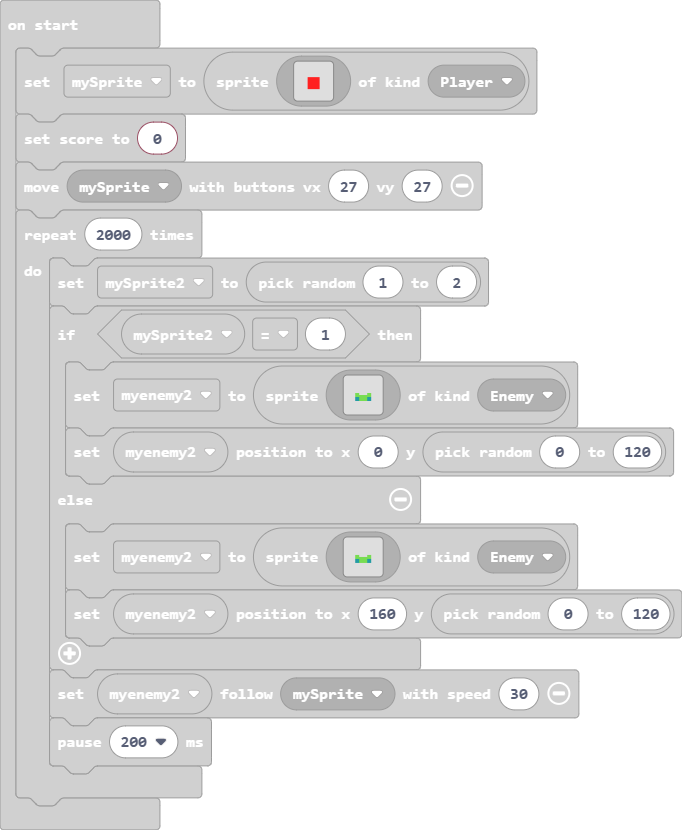 on start
set mySprite to sprite of kind Player
set score to 0
move mySprite with buttons vx 27 vy 27
repeat 2000 times
do
set mySprite2 to pick random 1 to 2
if mySprite2 = 1 then
set myenemy2 to sprite of kind Enemy
set myenemy2 position to x 0 y pick random 0 to 120
else
set myenemy2 to sprite of kind Enemy
set myenemy2 position to x 160 y pick random 0 to 120
set myenemy2 follow mySprite with speed 30
pause 200 ms